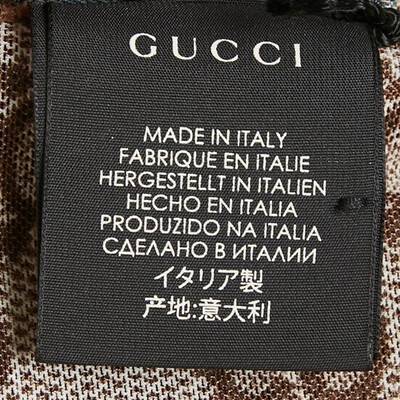 GUCCI
MADE IN ITALY
FABRIQUE EN ITALIE
HERGESTELLT IN ITALIEN
HECHO EN ITALIA
PRODUZIDO NA ITALIA
СДЕЛАНО В ИТАЛИИ
イタリア製
产地:意大利